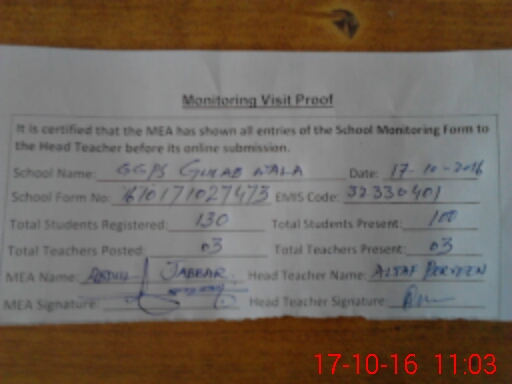 Monitoring Visit Proof
It is certified that the MEA has shown all entries of the School Monitoring Form to
the Head Teacher before its online submission.
School Name: GGPS GULAB WALA Date: 17-10-2016
School Form No: 610171027473 EMIS Code: 32330401
Total Students Registered: 130 Total Students Present: 100
Total Teachers Posted: 03 Total Teachers Present: 03
MEA Name: ABDUL JABBAR Head Teacher Name: ALTAF PERVEEN
MEA Signature: Head Teacher Signature:
17-10-16 11:03